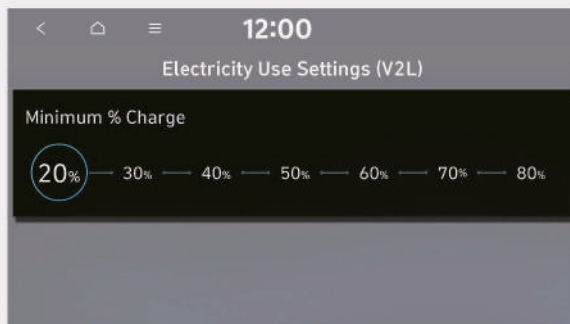 12:00
Electricity Use Settings (V2L)
Minimum % Charge
20% 30% 40% 50% 60% 70% 80%